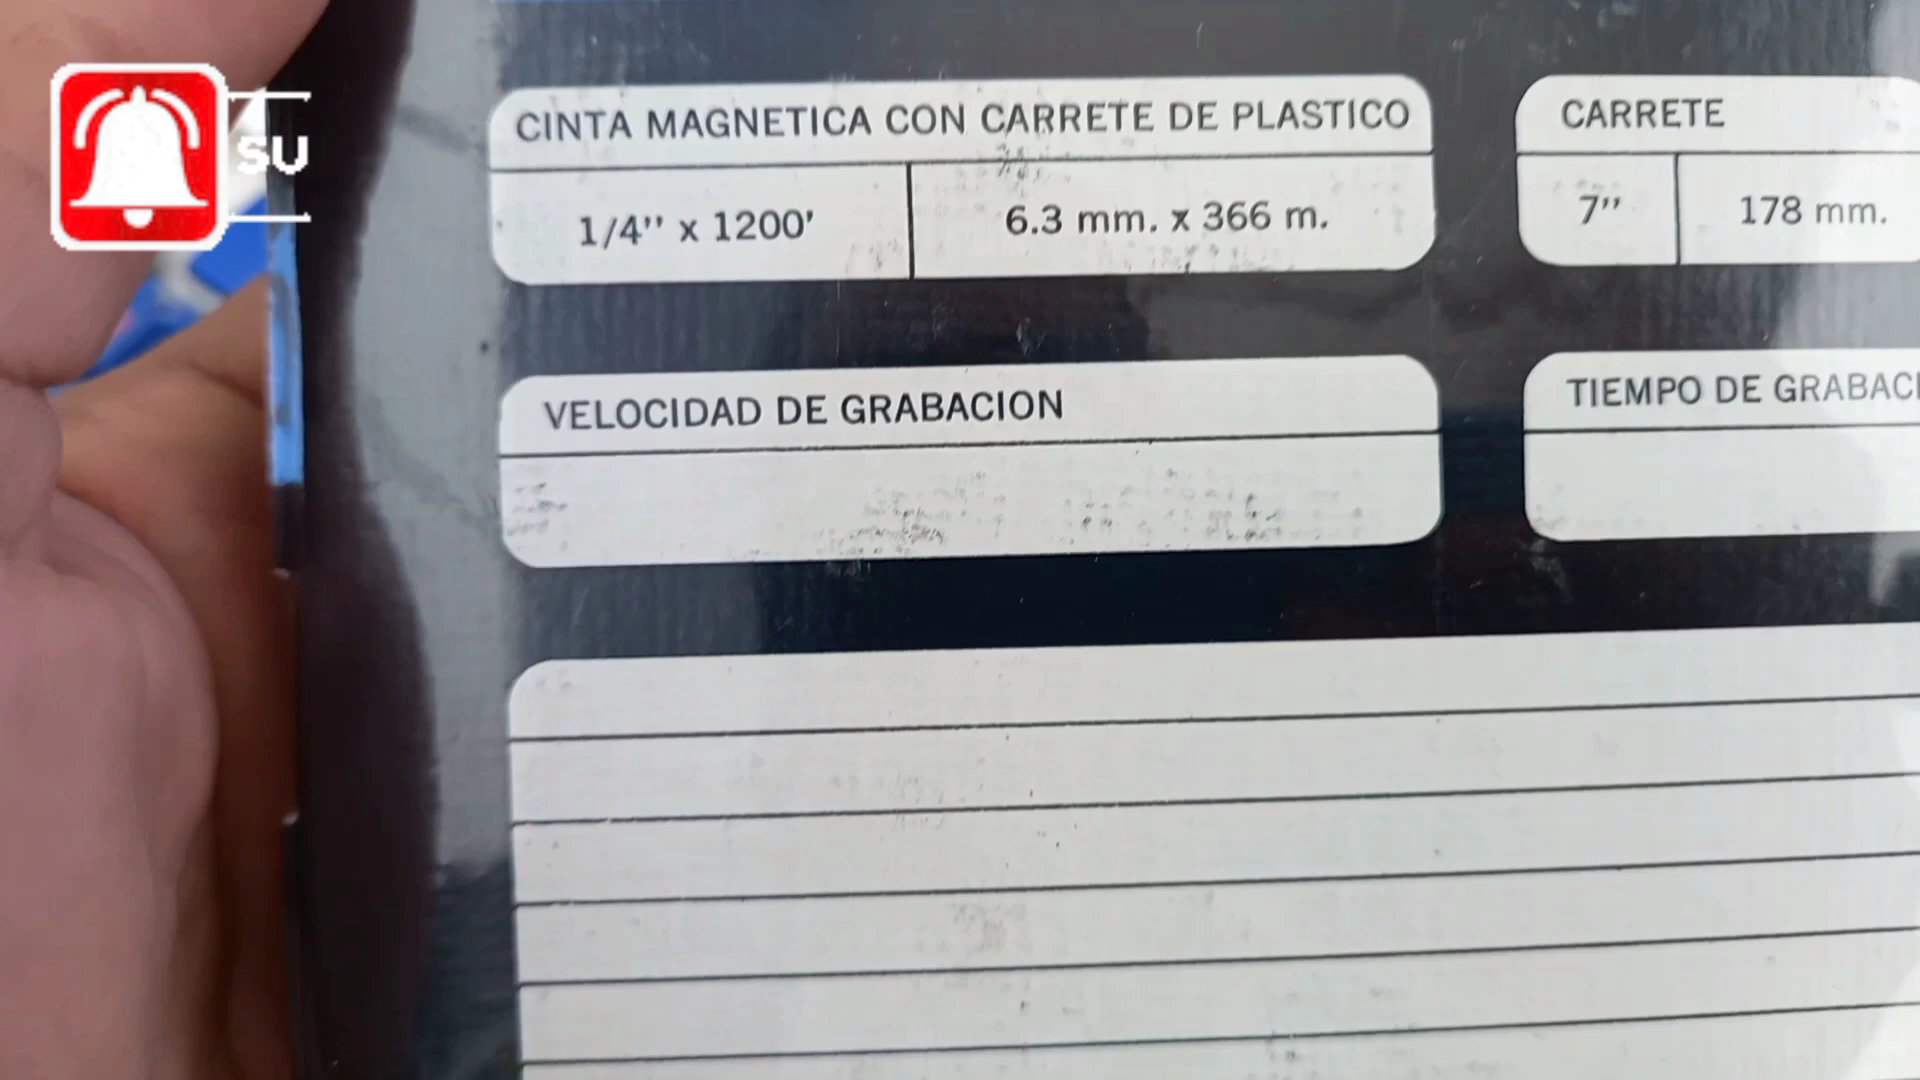 SU
CINTA MAGNETICA CON CARRETE DE PLASTICO
1/4" x 1200'
6.3 mm. x 366 m.
CARRETE
7"
178 mm.
VELOCIDAD DE GRABACION
TIEMPO DE GRABACI